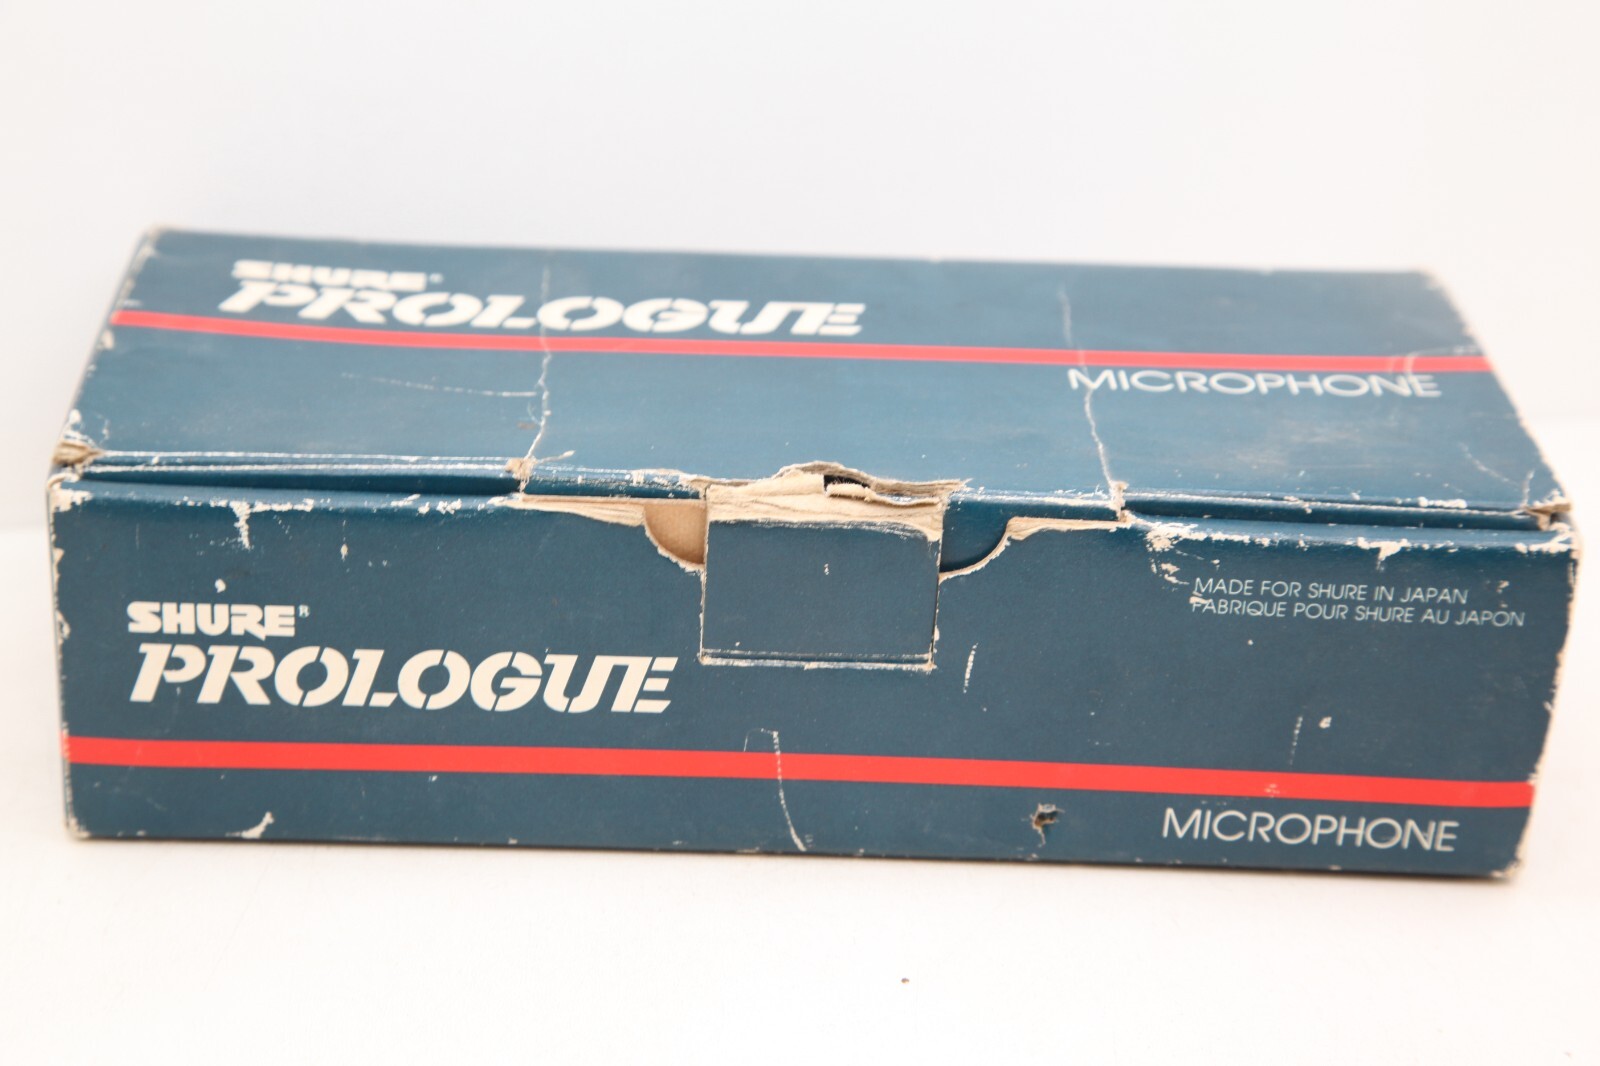 SHURE®
PROLOGUE
MICROPHONE
MADE FOR SHURE IN JAPAN
FABRIQUE POUR SHURE AU JAPON
SHURE®
PROLOGUE
MICROPHONE